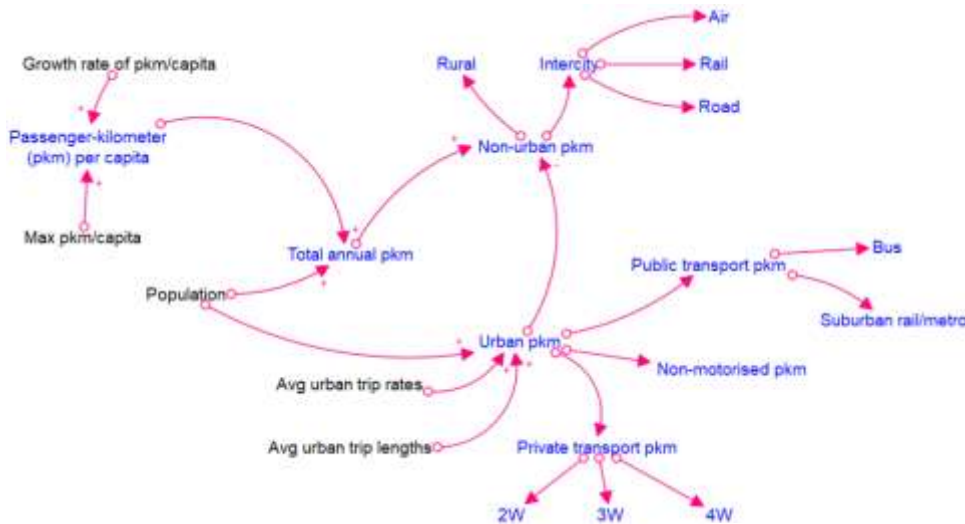 Air
Growth rate of pkm/capita
Rural
Intercity
Rail
Road
Passenger-kilometer
(pkm) per capita
Non-urban pkm
Max pkm/capita
Total annual pkm
Bus
Public transport pkm
Population
Suburban rail/metro
Urban pkm
Non-motorised pkm
Avg urban trip rates
Avg urban trip lengths
Private transport pkm
2W
3W
4W